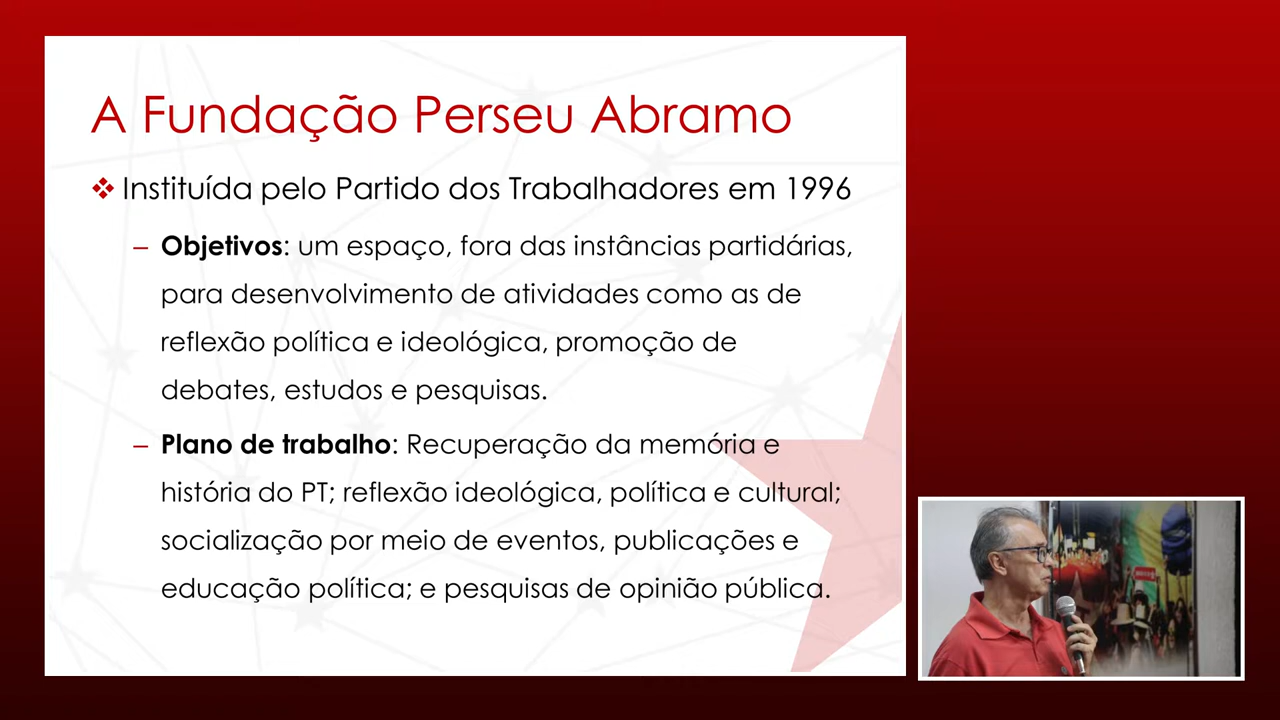 A Fundação Perseu Abramo
Instituída pelo Partido dos Trabalhadores em 1996
– Objetivos: um espaço, fora das instâncias partidárias,
para desenvolvimento de atividades como as de
reflexão política e ideológica, promoção de
debates, estudos e pesquisas.
– Plano de trabalho: Recuperação da memória e
história do PT; reflexão ideológica, política e cultural;
socialização por meio de eventos, publicações e
educação política; e pesquisas de opinião pública.